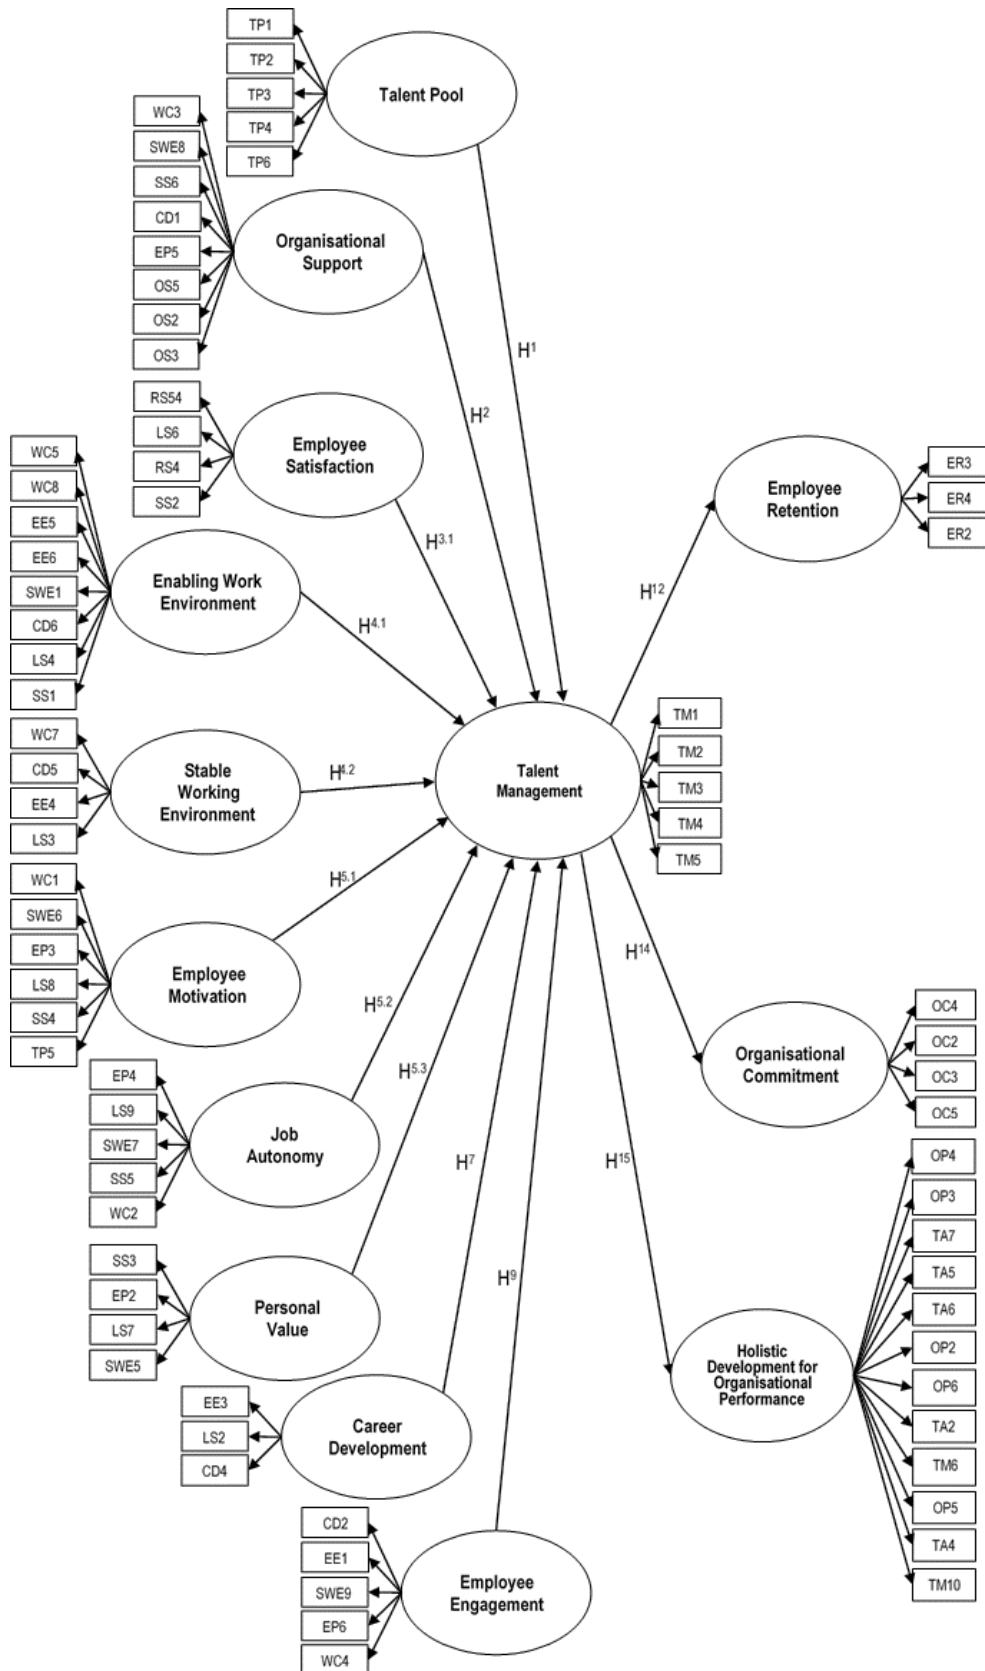 TP1
TP2
TP3
TP4
TP6
Talent Pool
WC3
SWE8
SS6
CD1
EP5
OS5
OS2
OS3
Organisational
Support
H1
H2
RS54
LS6
RS4
SS2
Employee
Satisfaction
H3.1
WC5
WC8
EE5
EE6
SWE1
CD6
LS4
SS1
Enabling Work
Environment
H4.1
Employee
Retention
ER3
ER4
ER2
H12
WC7
CD5
EE4
LS3
Stable
Working
Environment
H4.2
Talent
Management
TM1
TM2
TM3
TM4
TM5
WC1
SWE6
EP3
LS8
SS4
TP5
Employee
Motivation
H5.1
EP4
LS9
SWE7
SS5
WC2
Job
Autonomy
H5.2
H14
Organisational
Commitment
OC4
OC2
OC3
OC5
SS3
EP2
LS7
SWE5
Personal
Value
H5.3
EE3
LS2
CD4
Career
Development
H7
CD2
EE1
SWE9
EP6
WC4
Employee
Engagement
H9
H15
Holistic
Development for
Organisational
Performance
OP4
OP3
TA7
TA5
TA6
OP2
OP6
TA2
TM6
OP5
TA4
TM10